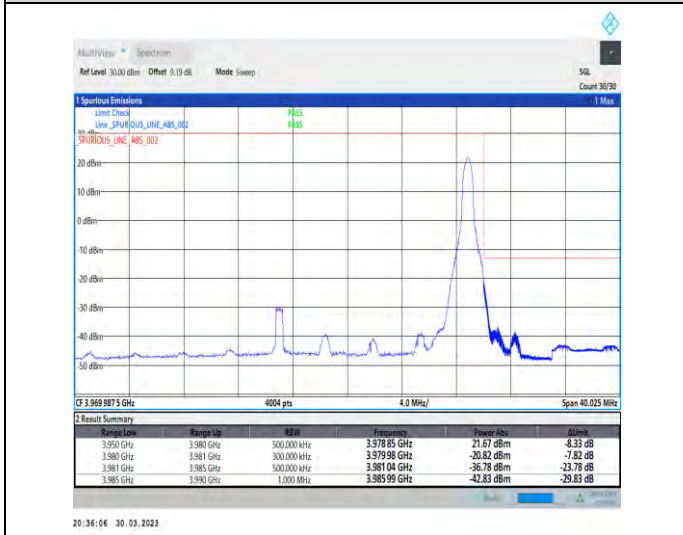 MultiView Spectrum
Ref Level 30.00 dBm Offset 9.19 dB Mode Sweep SGL
Count 30/30
1 Spurious Emissions 1 Max
Limit Check PASS
Line _SPURIOUS_LINE_ABS_002 PASS
30 dBm
_SPURIOUS_LINE_ABS_002
20 dBm
10 dBm
0 dBm
-10 dBm
-20 dBm
-30 dBm
-40 dBm
-50 dBm
CF 3.969 987 5 GHz 4004 pts 4.0 MHz/ Span 40.025 MHz
2 Result Summary
Range Low Range Up RBW Frequency Power Abs ΔLimit
3.950 GHz 3.980 GHz 500.000 kHz 3.978 85 GHz 21.67 dBm -8.33 dB
3.980 GHz 3.981 GHz 300.000 kHz 3.979 98 GHz -20.82 dBm -7.82 dB
3.981 GHz 3.985 GHz 500.000 kHz 3.981 04 GHz -36.78 dBm -23.78 dB
3.985 GHz 3.990 GHz 1.000 MHz 3.985 99 GHz -42.83 dBm -29.83 dB
Ready
20:36:06 30.03.2023